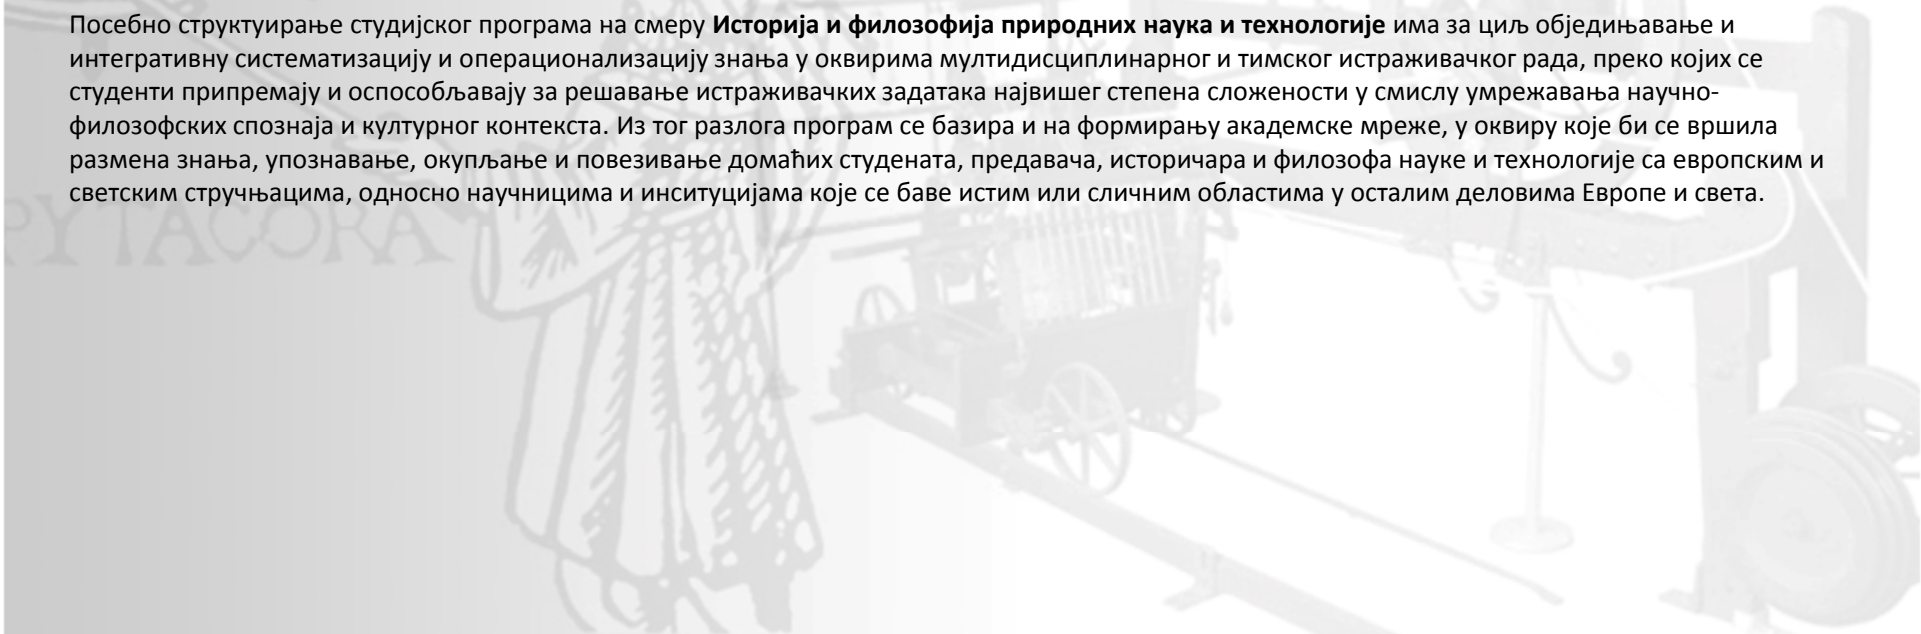 Посебно структуирање студијског програма на смеру Историја и филозофија природних наука и технологије има за циљ обједињавање и
интегративну систематизацију и операционализацију знања у оквирима мултидисциплинарног и тимског истраживачког рада, преко којих се
студенти припремају и оспособљавају за решавање истраживачких задатака највишег степена сложености у смислу умрежавања научно-
филозофских спознаја и културног контекста. Из тог разлога програм се базира и на формирању академске мреже, у оквиру које би се вршила
размена знања, упознавање, окупљање и повезивање домаћих студената, предавача, историчара и филозофа науке и технологије са европским и
светским стручњацима, односно научницима и инситуцијама које се баве истим или сличним областима у осталим деловима Европе и света.